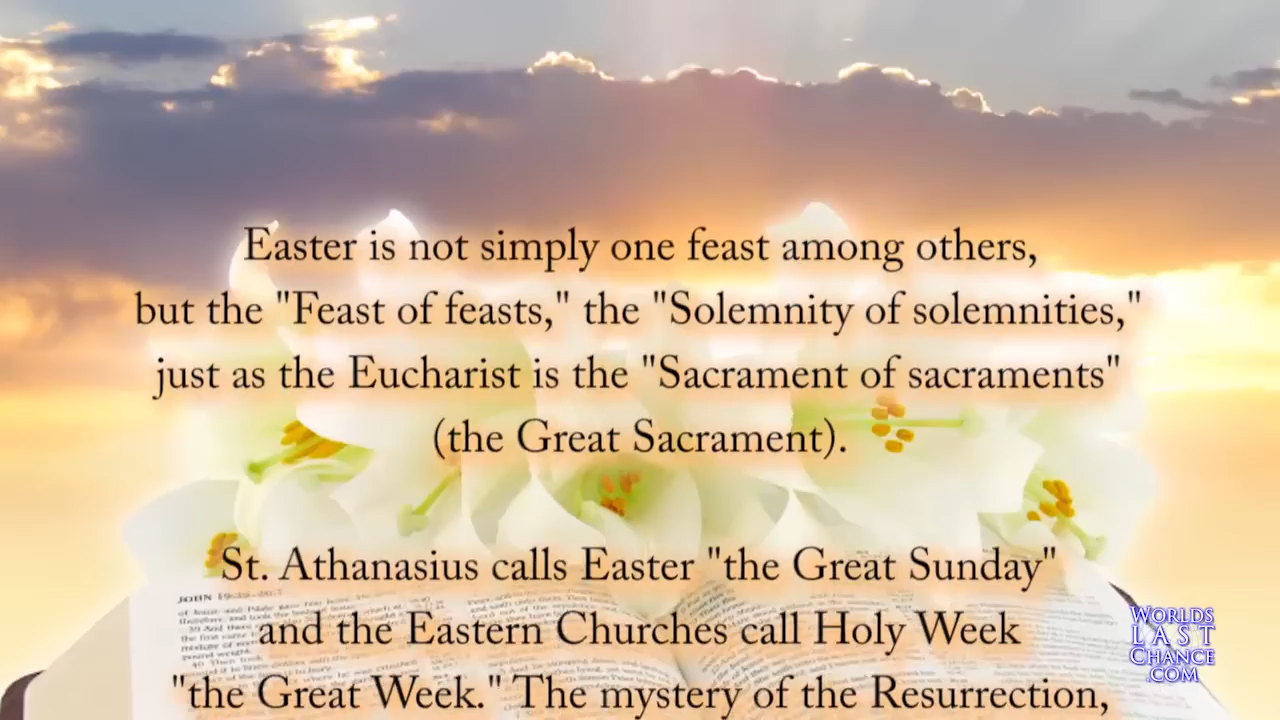 Easter is not simply one feast among others,
but the "Feast of feasts," the "Solemnity of solemnities,"
just as the Eucharist is the "Sacrament of sacraments"
(the Great Sacrament).
St. Athanasius calls Easter "the Great Sunday"
and the Eastern Churches call Holy Week
"the Great Week." The mystery of the Resurrection,
JOHN
WORLDS
LAST
CHANCE
.COM